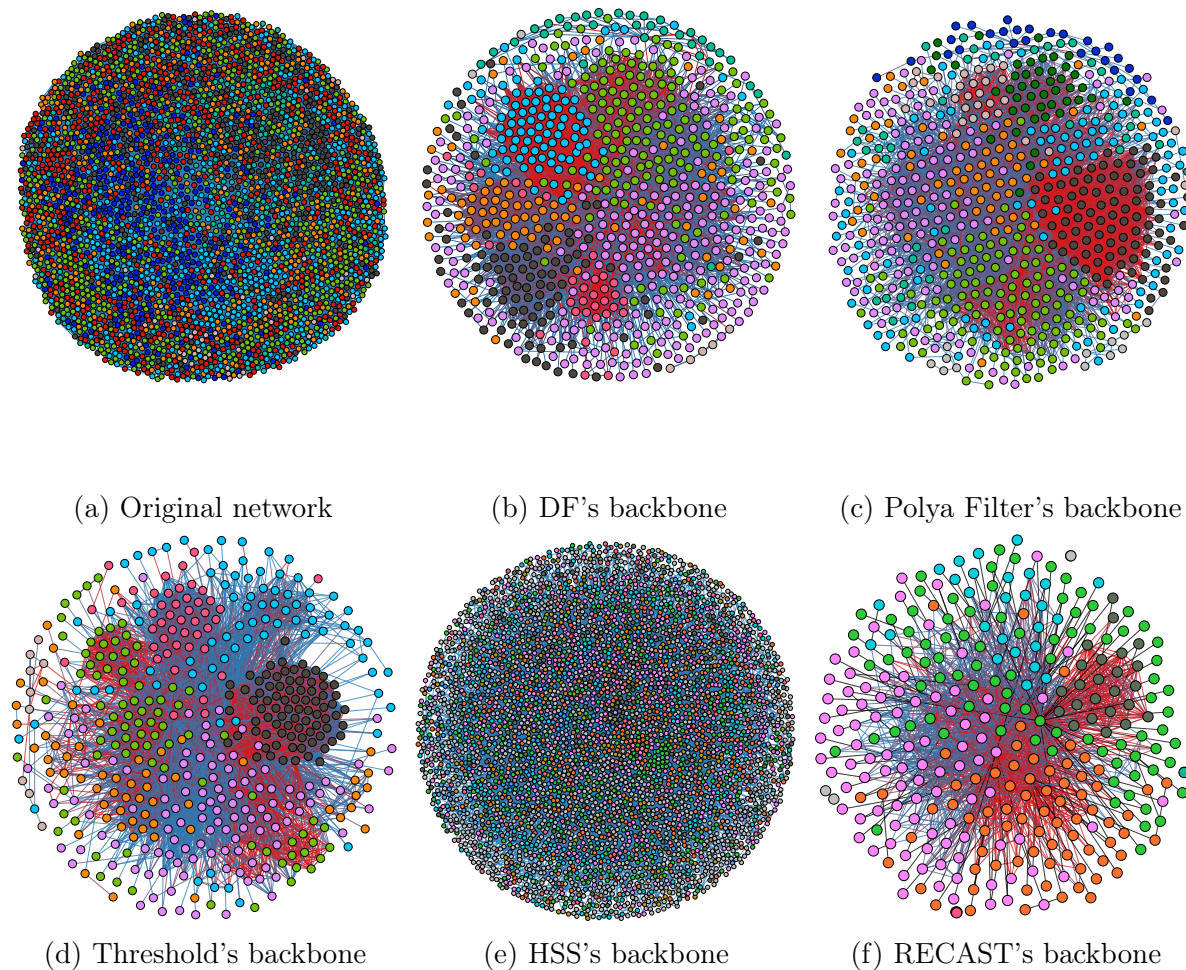 (a) Original network
(b) DF's backbone
(c) Polya Filter's backbone
(d) Threshold's backbone
(e) HSS's backbone
(f) RECAST's backbone